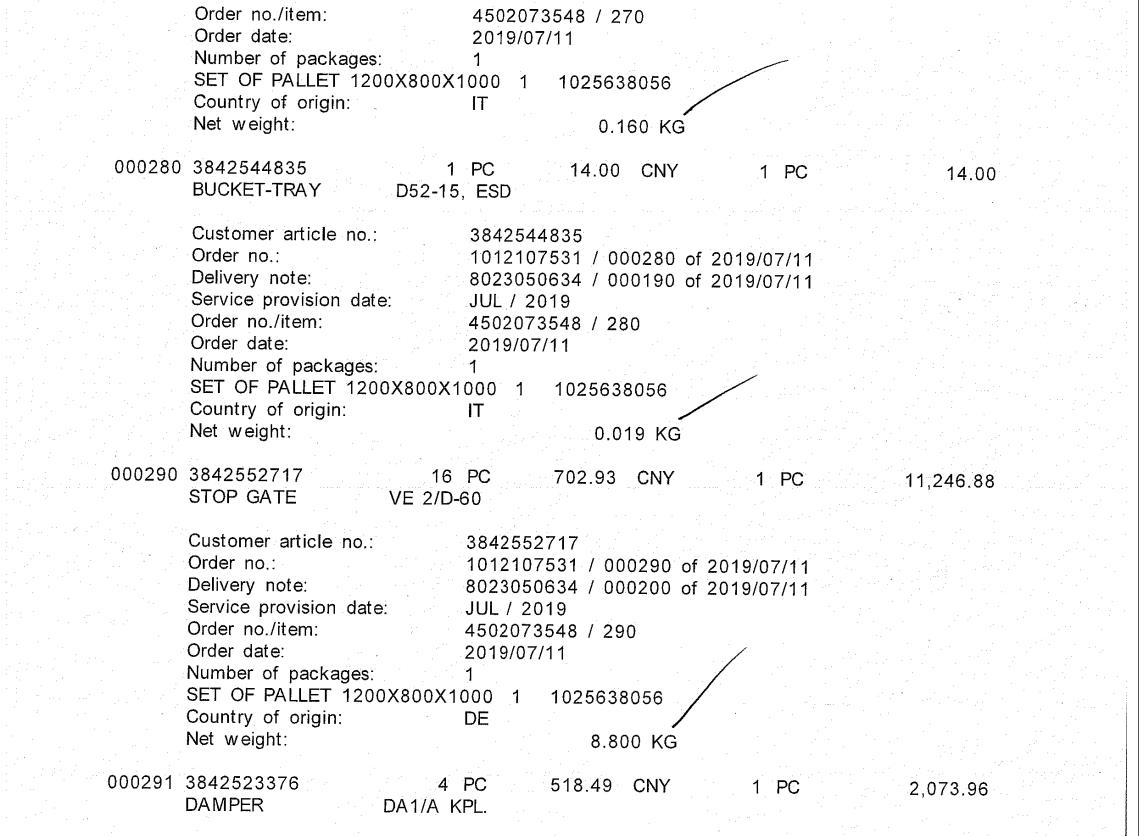 Order no./item: 4502073548 / 270
Order date: 2019/07/11
Number of packages: 1
SET OF PALLET 1200X800X1000 1 1025638056
Country of origin: IT
Net weight: 0.160 KG
000280 3842544835 1 PC 14.00 CNY 1 PC 14.00
BUCKET-TRAY D52-15, ESD
Customer article no.: 3842544835
Order no.: 1012107531 / 000280 of 2019/07/11
Delivery note: 8023050634 / 000190 of 2019/07/11
Service provision date: JUL / 2019
Order no./item: 4502073548 / 280
Order date: 2019/07/11
Number of packages: 1
SET OF PALLET 1200X800X1000 1 1025638056
Country of origin: IT
Net weight: 0.019 KG
000290 3842552717 16 PC 702.93 CNY 1 PC 11,246.88
STOP GATE VE 2/D-60
Customer article no.: 3842552717
Order no.: 1012107531 / 000290 of 2019/07/11
Delivery note: 8023050634 / 000200 of 2019/07/11
Service provision date: JUL / 2019
Order no./item: 4502073548 / 290
Order date: 2019/07/11
Number of packages: 1
SET OF PALLET 1200X800X1000 1 1025638056
Country of origin: DE
Net weight: 8.800 KG
000291 3842523376 4 PC 518.49 CNY 1 PC 2,073.96
DAMPER DA1/A KPL.